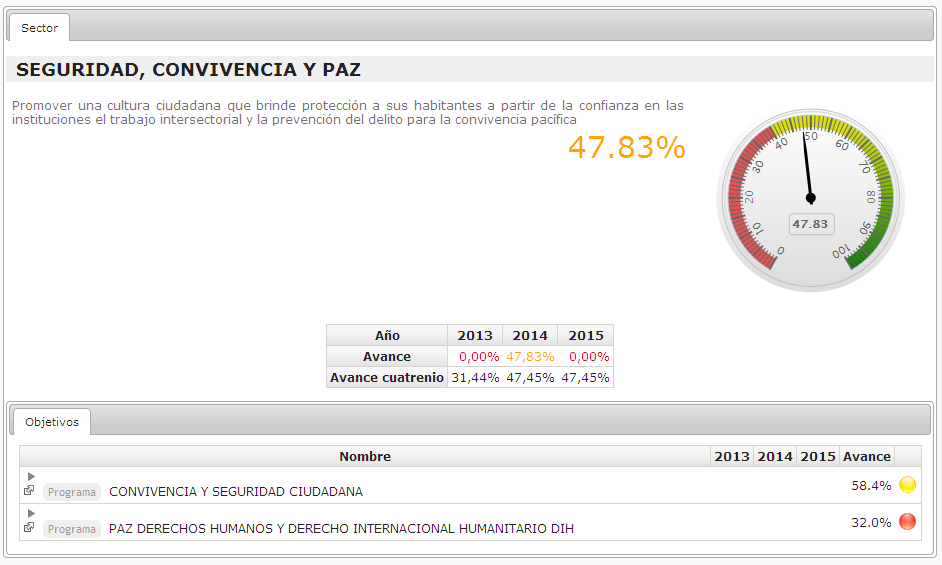 Sector
SEGURIDAD, CONVIVENCIA Y PAZ
Promover una cultura ciudadana que brinde protección a sus habitantes a partir de la confianza en las
instituciones el trabajo intersectorial y la prevención del delito para la convivencia pacífica
47.83%
0 10 20 30 40 50 60 70 80 90 100
47.83
Año 2013 2014 2015
Avance 0,00% 47,83% 0,00%
Avance cuatrenio 31,44% 47,45% 47,45%
Objetivos
Nombre 2013 2014 2015 Avance
Programa CONVIVENCIA Y SEGURIDAD CIUDADANA 58.4%
Programa PAZ DERECHOS HUMANOS Y DERECHO INTERNACIONAL HUMANITARIO DIH 32.0%